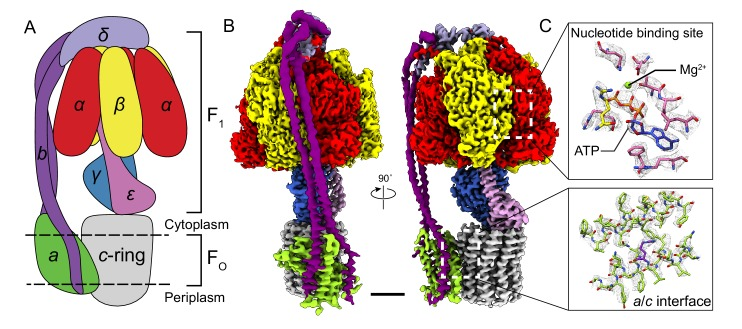 A
δ
α
β
α
b
γ
ε
a
c-ring
F1
Cytoplasm
FO
Periplasm
B
90°
C
Nucleotide binding site
Mg²⁺
ATP
a/c interface